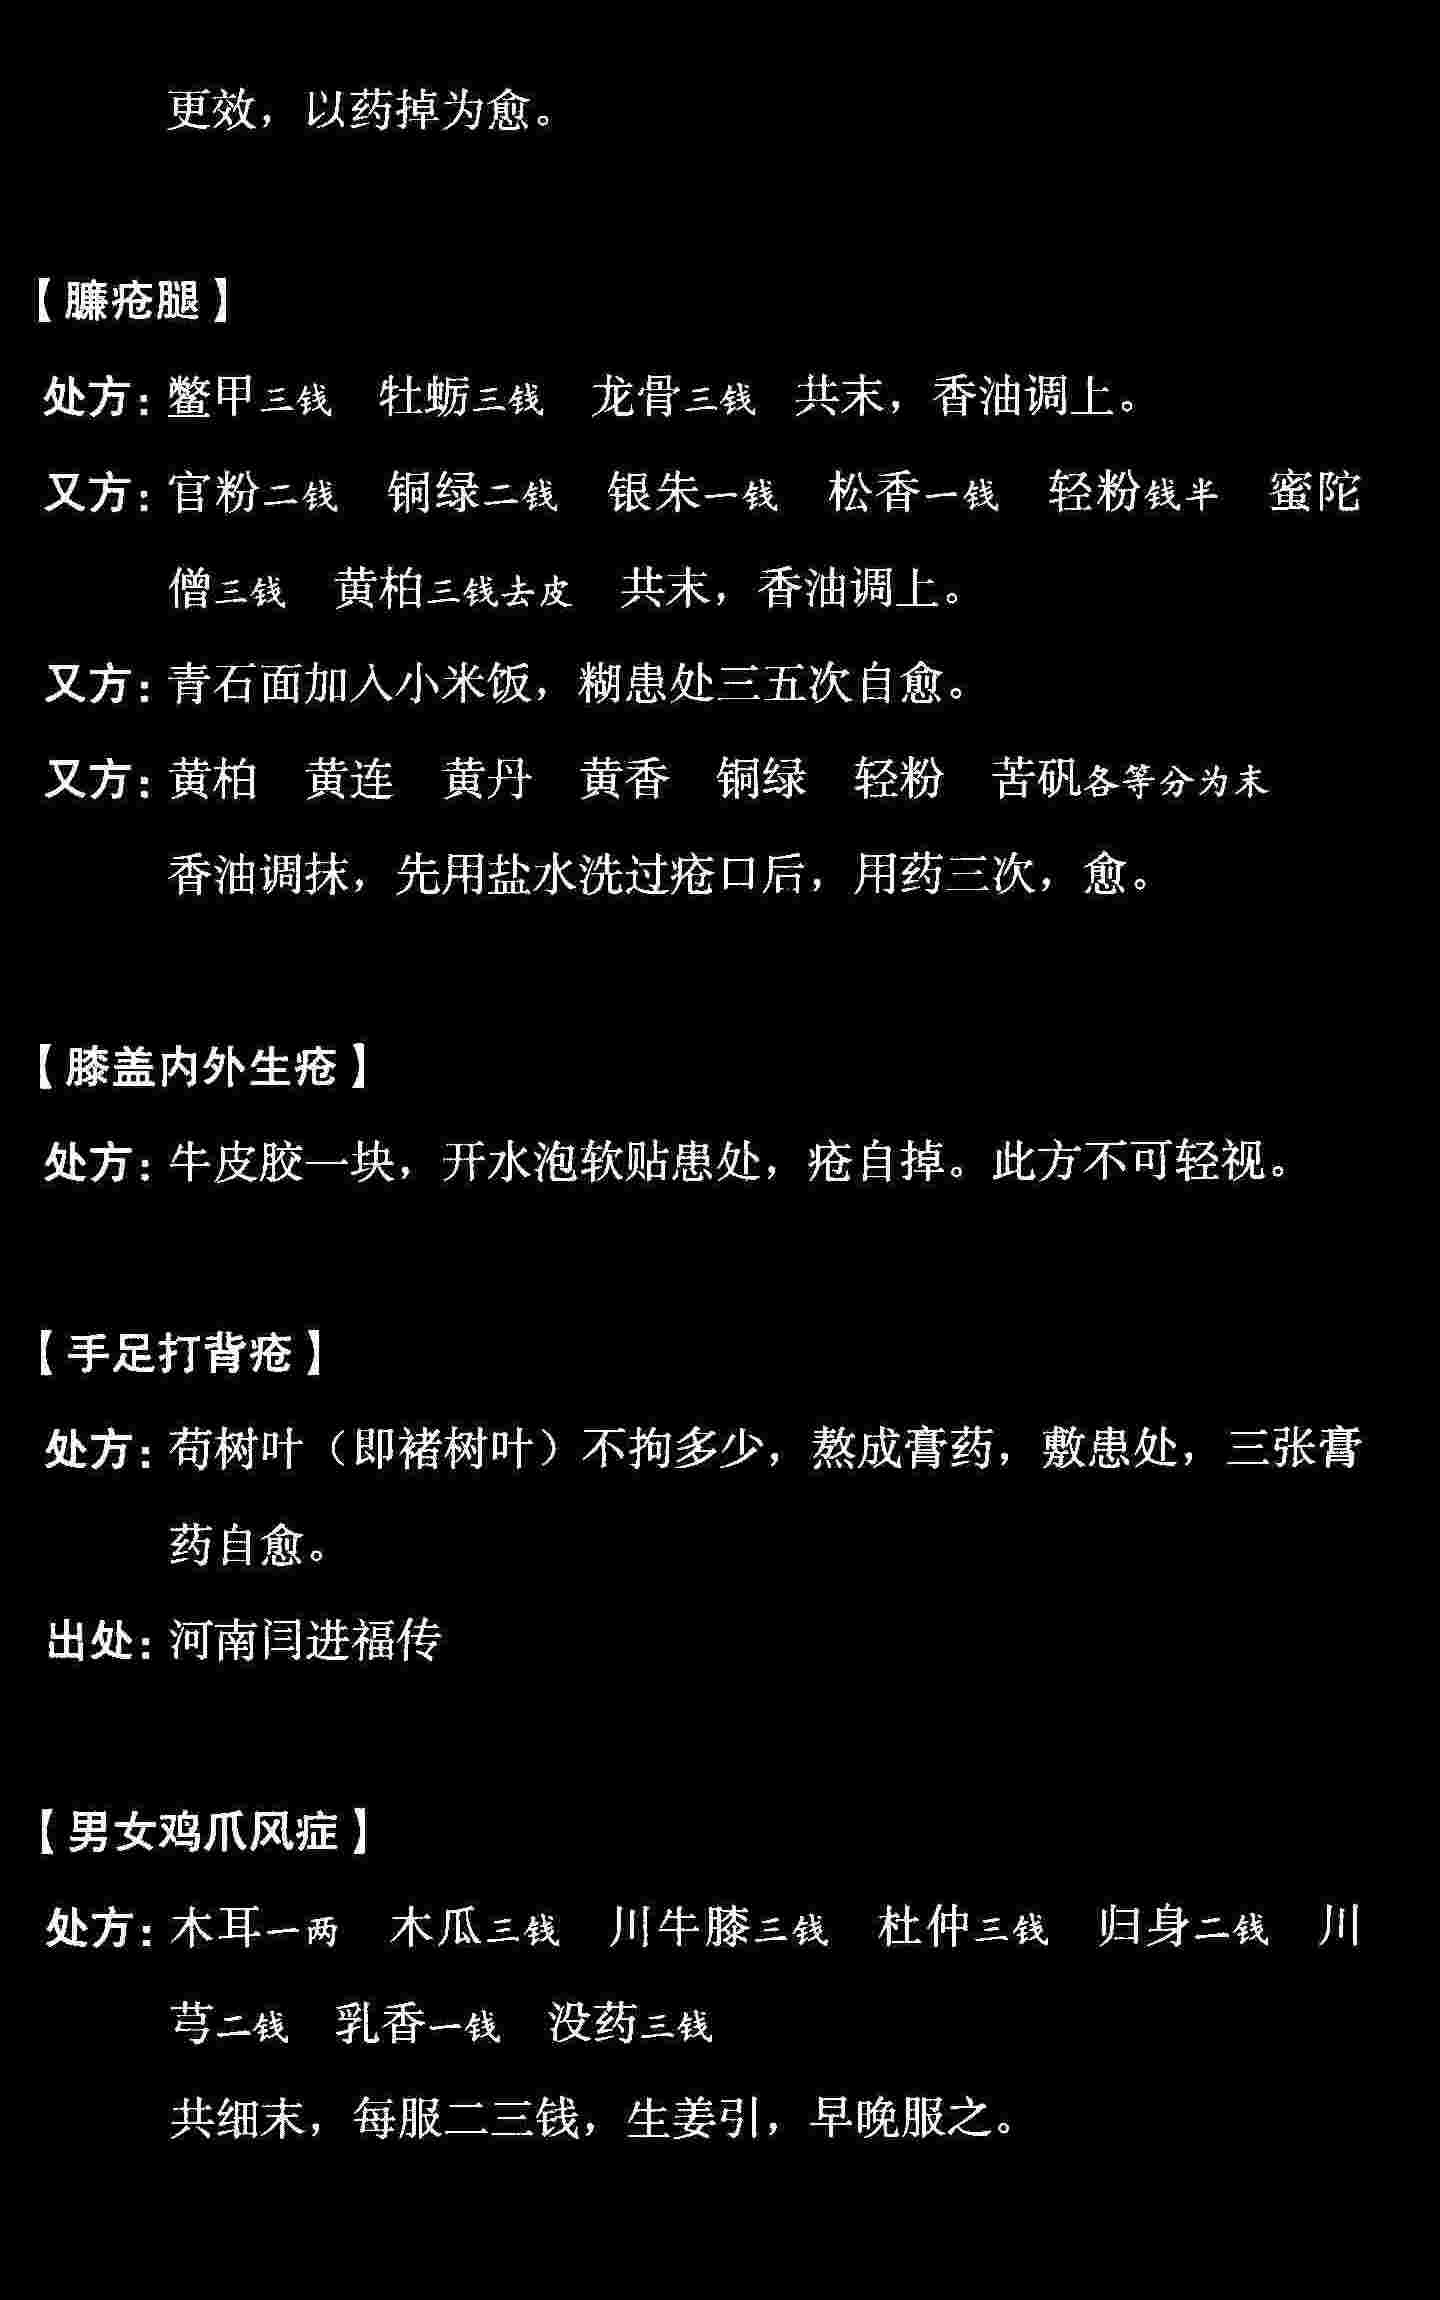 更效，以药掉为愈。
【臁疮腿】
处方：鳖甲三钱　牡蛎三钱　龙骨三钱　共末，香油调上。
又方：官粉二钱　铜绿二钱　银朱一钱　松香一钱　轻粉钱半　蜜陀
僧三钱　黄柏三钱去皮　共末，香油调上。
又方：青石面加入小米饭，糊患处三五次自愈。
又方：黄柏　黄连　黄丹　黄香　铜绿　轻粉　苦矾各等分为末
香油调抹，先用盐水洗过疮口后，用药三次，愈。
【膝盖内外生疮】
处方：牛皮胶一块，开水泡软贴患处，疮自掉。此方不可轻视。
【手足打背疮】
处方：苟树叶（即褚树叶）不拘多少，熬成膏药，敷患处，三张膏
药自愈。
出处：河南闫进福传
【男女鸡爪风症】
处方：木耳一两　木瓜三钱　川牛膝三钱　杜仲三钱　归身二钱　川
芎二钱　乳香一钱　没药三钱
共细末，每服二三钱，生姜引，早晚服之。